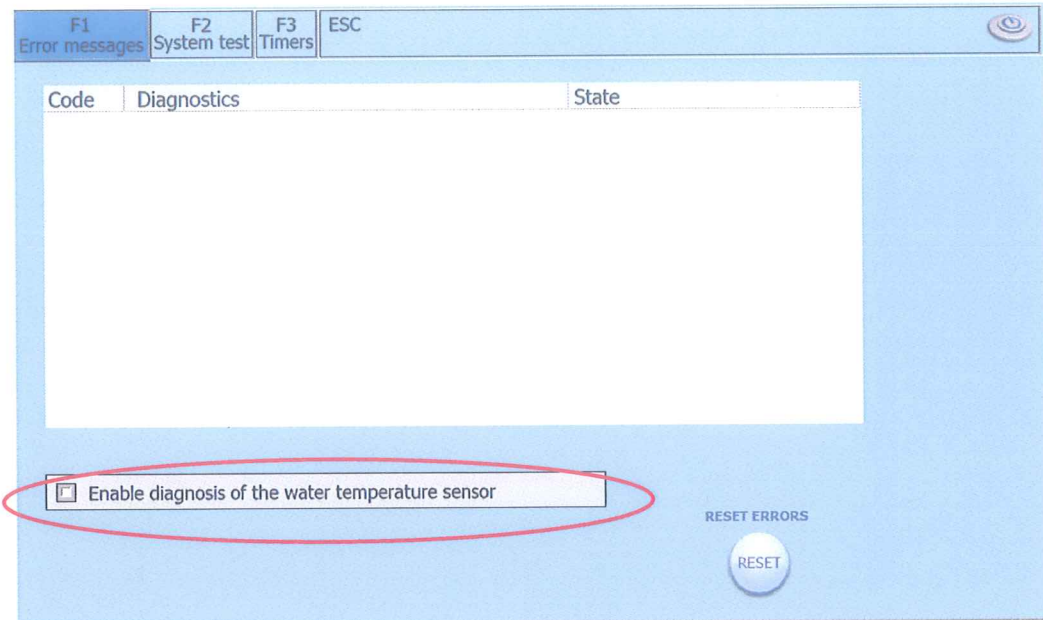 F1 F2 F3 ESC
Error messages System test Timers
Code Diagnostics State
Enable diagnosis of the water temperature sensor
RESET ERRORS
RESET